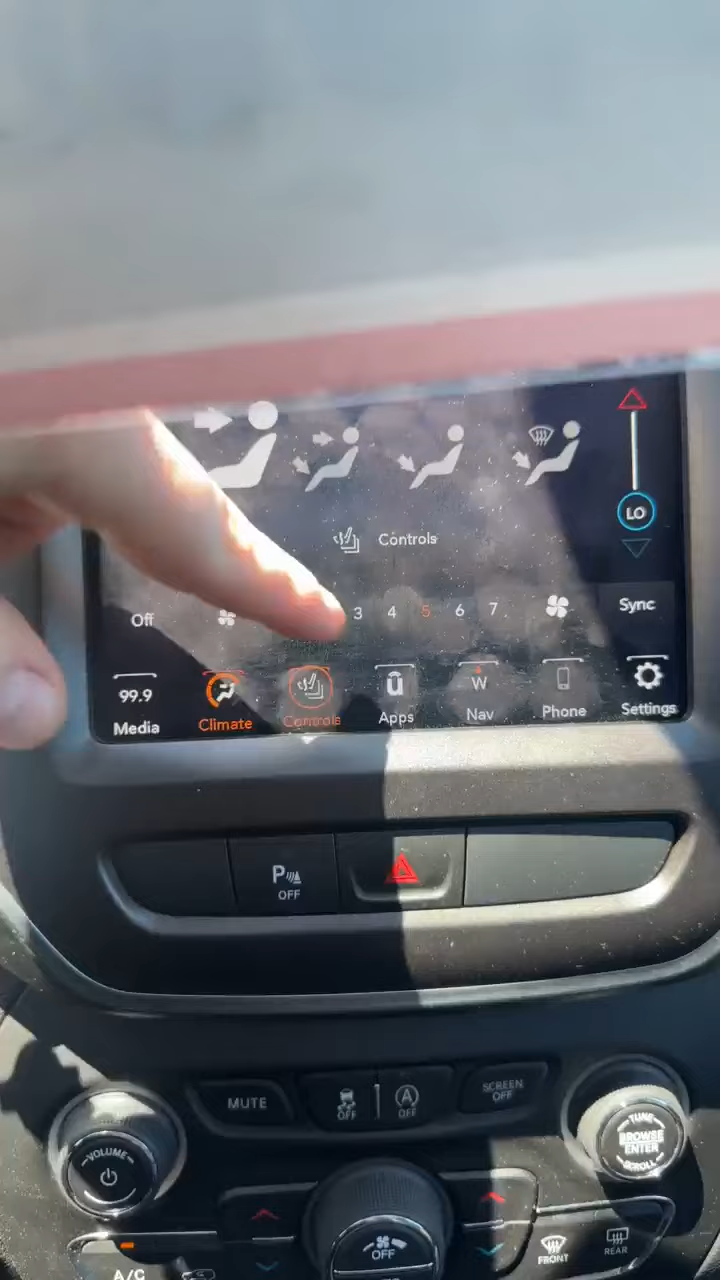 LO
Controls
Off 3 4 5 6 7 Sync
99.9
Media Climate Controls Apps
W
Nav Phone Settings
P OFF
MUTE OFF A OFF SCREEN OFF
VOLUME
TUNE
BROWSE
ENTER
SCROLL
OFF
FRONT REAR
A/C